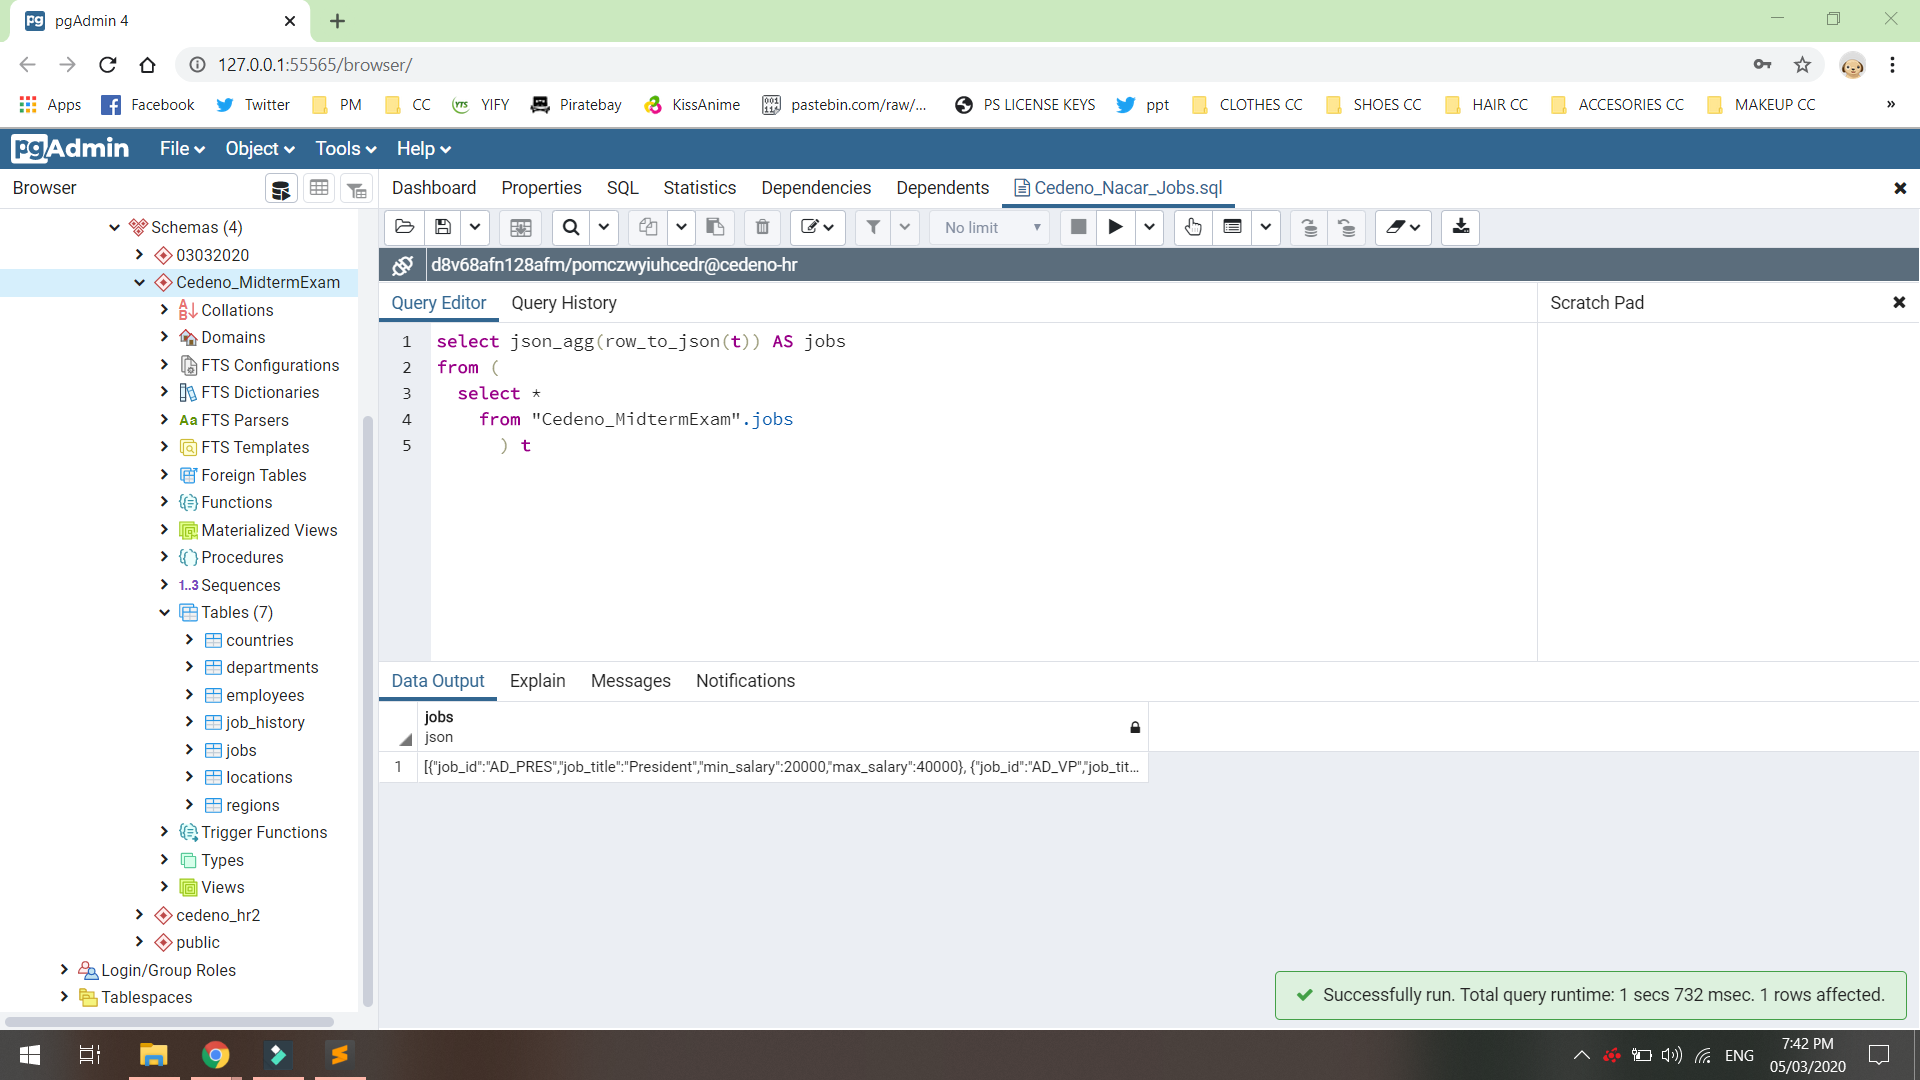 pgAdmin 4
127.0.0.1:55565/browser/
Apps Facebook Twitter PM CC YIFY Piratebay KissAnime pastebin.com/raw/... PS LICENSE KEYS ppt CLOTHES CC SHOES CC HAIR CC ACCESORIES CC MAKEUP CC »
pgAdmin File Object Tools Help
Browser
Dashboard Properties SQL Statistics Dependencies Dependents Cedeno_Nacar_Jobs.sql
No limit
d8v68afn128afm/pomczwyiuhcedr@cedeno-hr
Schemas (4)
03032020
Cedeno_MidtermExam
Collations
Domains
FTS Configurations
FTS Dictionaries
Aa FTS Parsers
FTS Templates
Foreign Tables
Functions
Materialized Views
Procedures
1..3 Sequences
Tables (7)
countries
departments
employees
job_history
jobs
locations
regions
Trigger Functions
Types
Views
cedeno_hr2
public
Login/Group Roles
Tablespaces
Query Editor Query History
Scratch Pad
1 select json_agg(row_to_json(t)) AS jobs
2 from (
3 select *
4 from "Cedeno_MidtermExam".jobs
5 ) t
Data Output Explain Messages Notifications
jobs
json
1 [{"job_id":"AD_PRES","job_title":"President","min_salary":20000,"max_salary":40000}, {"job_id":"AD_VP","job_tit...
Successfully run. Total query runtime: 1 secs 732 msec. 1 rows affected.
ENG
7:42 PM
05/03/2020